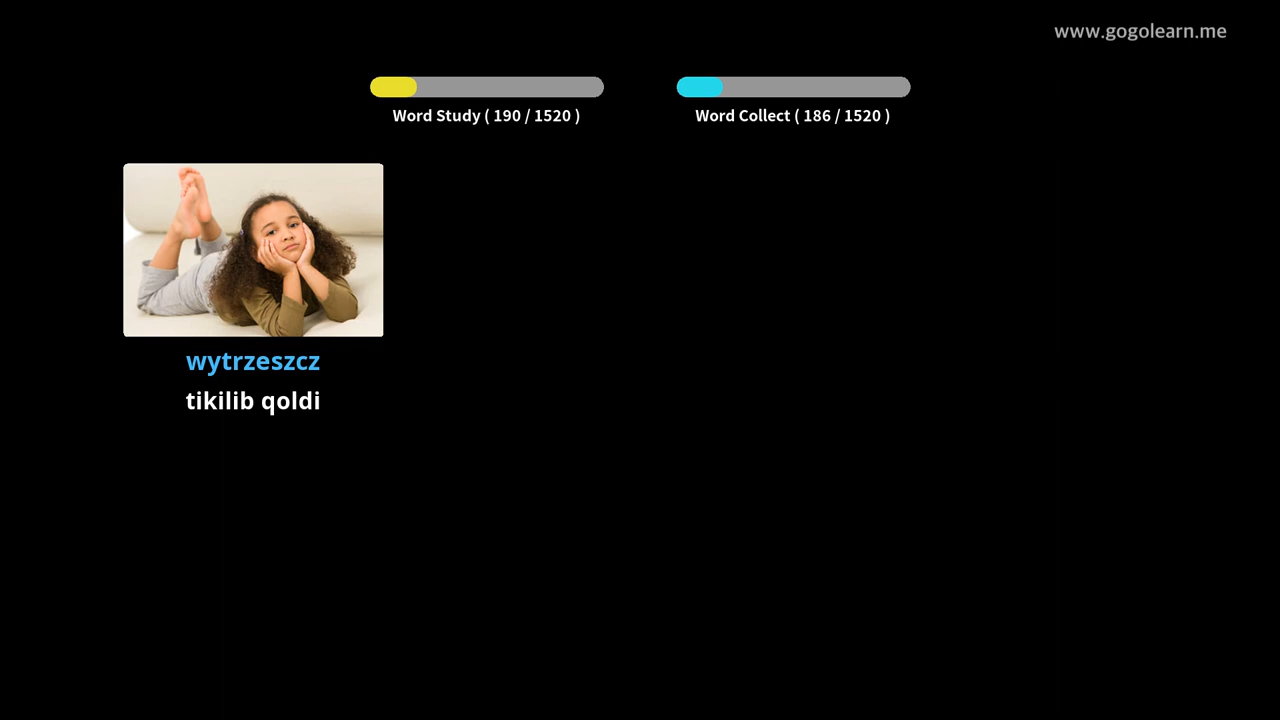 www.gogolearn.me
Word Study ( 190 / 1520 )
Word Collect ( 186 / 1520 )
wytrzeszcz
tikilib qoldi